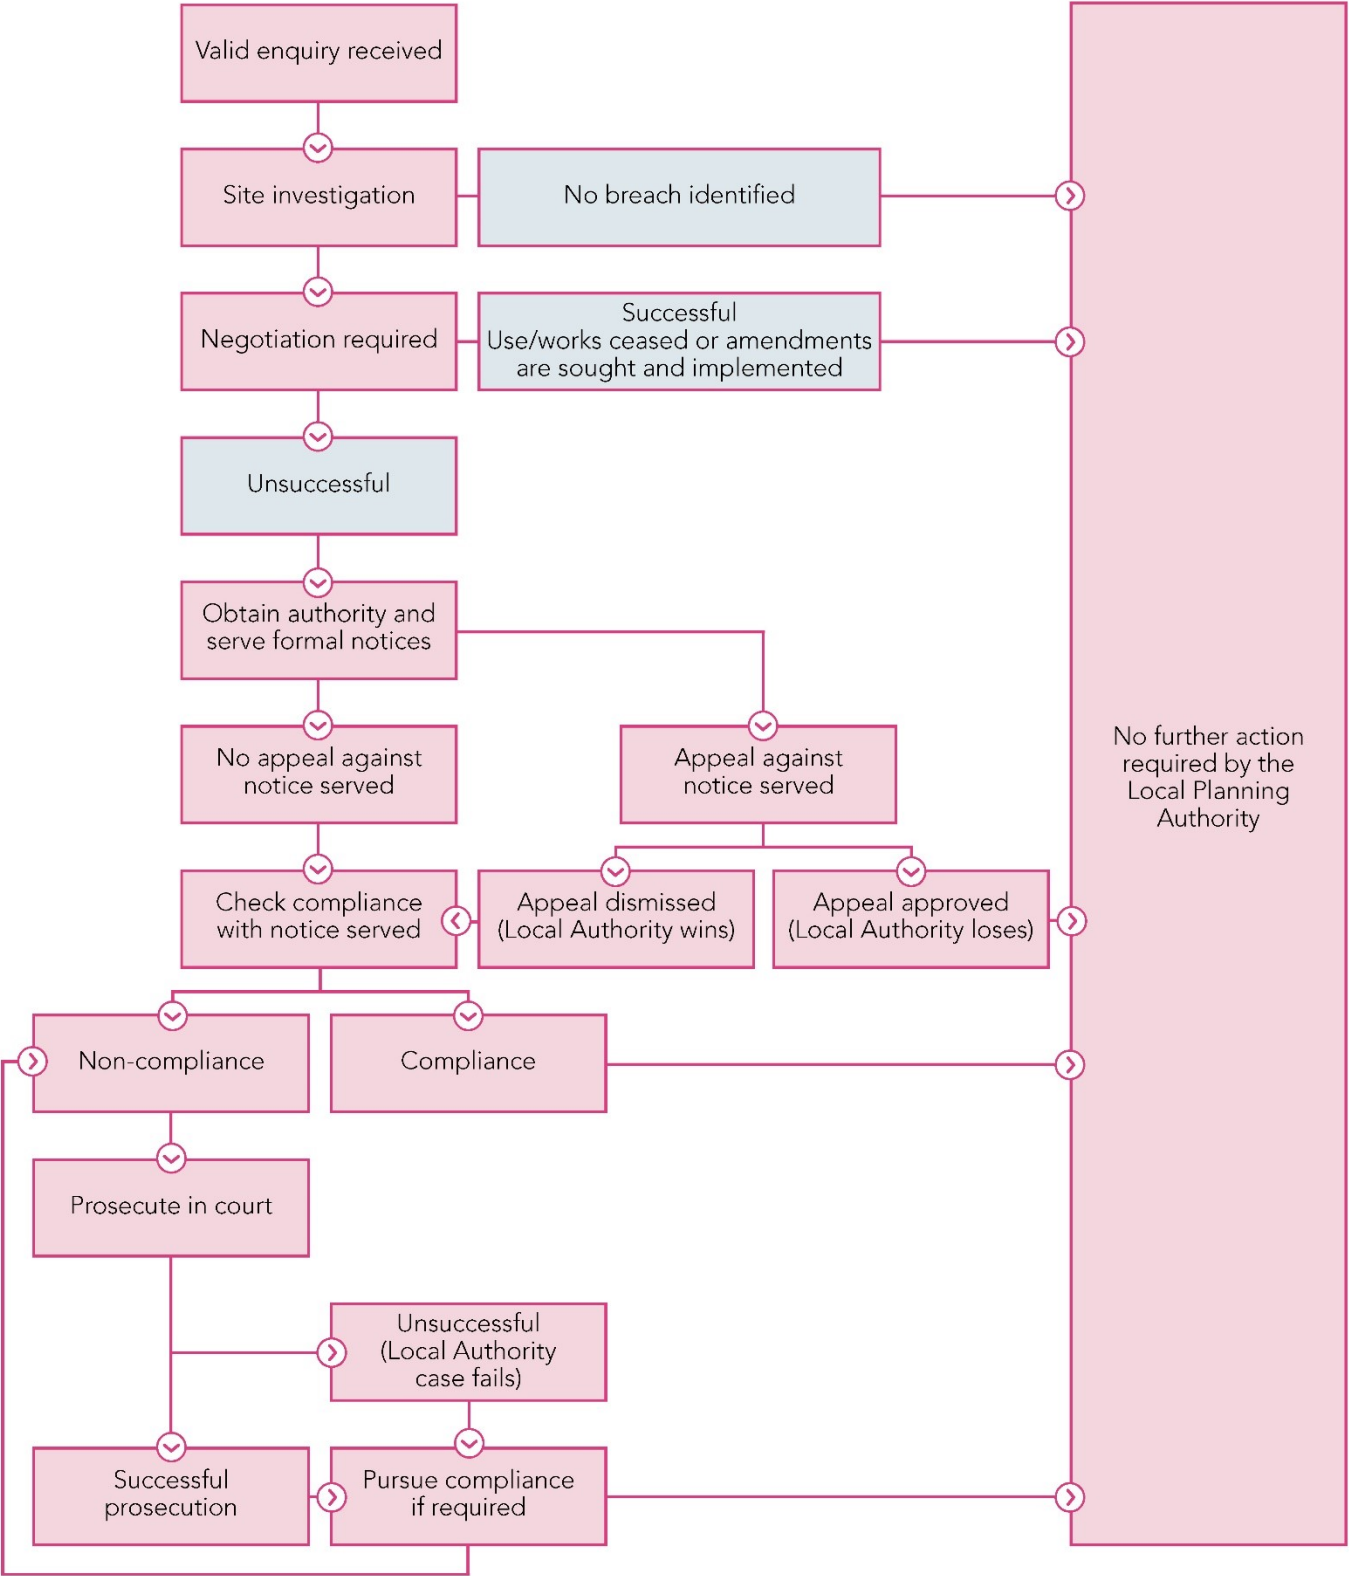 Valid enquiry received
Site investigation
No breach identified
Negotiation required
Successful
Use/works ceased or amendments
are sought and implemented
Unsuccessful
Obtain authority and
serve formal notices
No appeal against
notice served
Appeal against
notice served
No further action
required by the
Local Planning
Authority
Check compliance
with notice served
Appeal dismissed
(Local Authority wins)
Appeal approved
(Local Authority loses)
Non-compliance
Compliance
Prosecute in court
Unsuccessful
(Local Authority
case fails)
Successful
prosecution
Pursue compliance
if required